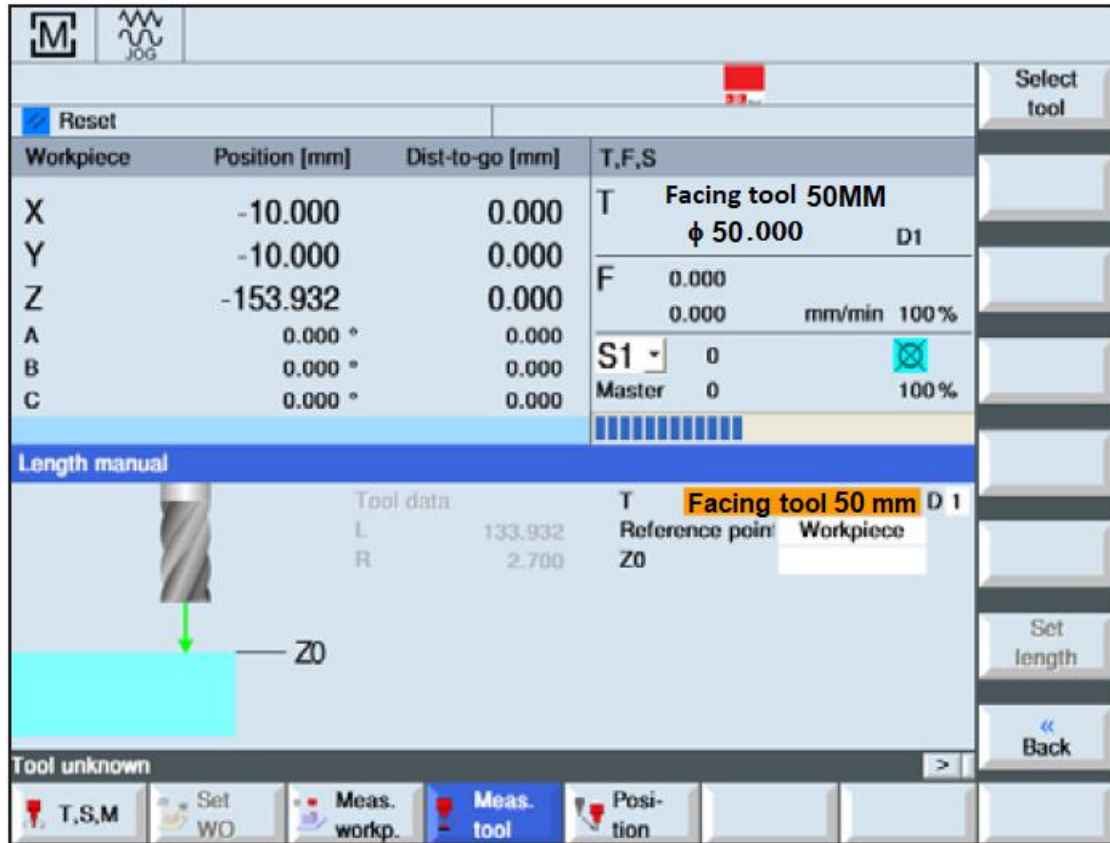 M
JOG
Select tool
Reset
Workpiece Position [mm] Dist-to-go [mm] T,F,S
X -10.000 0.000 T Facing tool 50MM
ϕ 50.000 D1
Y -10.000 0.000
F 0.000
Z -153.932 0.000
0.000 mm/min 100%
A 0.000 ° 0.000
B 0.000 ° 0.000 S1 0
C 0.000 ° 0.000 Master 0 100%
Length manual
Tool data T Facing tool 50 mm D 1
L 133.932 Reference point Workpiece
R 2.700 Z0
Z0
Set length
« Back
Tool unknown >
T,S,M Set WO Meas. workp. Meas. tool Posi-tion